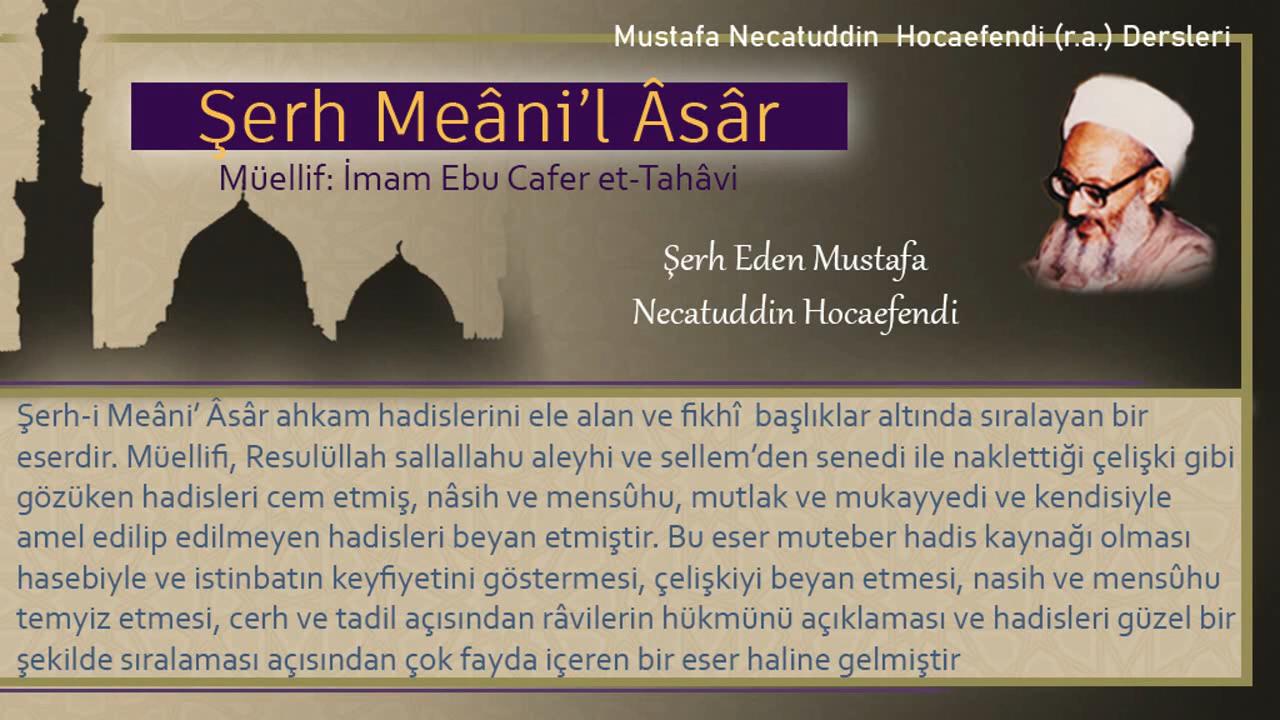 Mustafa Necatuddin Hocaefendi (r.a.) Dersleri
Şerh Meâni’l Âsâr
Müellif: İmam Ebu Cafer et-Tahâvi
Şerh Eden Mustafa
Necatuddin Hocaefendi
Şerh-i Meâni’ Âsâr ahkam hadislerini ele alan ve fikhî başlıklar altında sıralayan bir
eserdir. Müellifi, Resulüllah sallallahu aleyhi ve sellem’den senedi ile naklettiği çelişki gibi
gözüken hadisleri cem etmiş, nâsih ve mensûhu, mutlak ve mukayyedi ve kendisiyle
amel edilip edilmeyen hadisleri beyan etmiştir. Bu eser muteber hadis kaynağı olması
hasebiyle ve istinbatın keyfiyetini göstermesi, çelişkiyi beyan etmesi, nasih ve mensûhu
temyiz etmesi, cerh ve tadil açısından râvilerin hükmünü açıklaması ve hadisleri güzel bir
şekilde sıralaması açısından çok fayda içeren bir eser haline gelmiştir